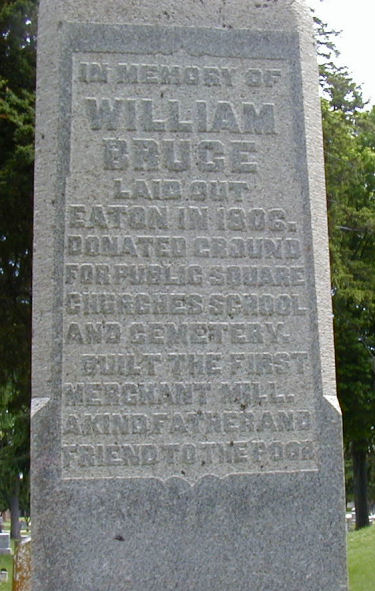 IN MEMORY OF
WILLIAM
BRUCE
LAID OUT
EATON IN 1806.
DONATED GROUND
FOR PUBLIC SQUARE
CHURCHES SCHOOL
AND CEMETERY.
BUILT THE FIRST
MERCHANT MILL.
A KIND FATHER AND
FRIEND TO THE POOR